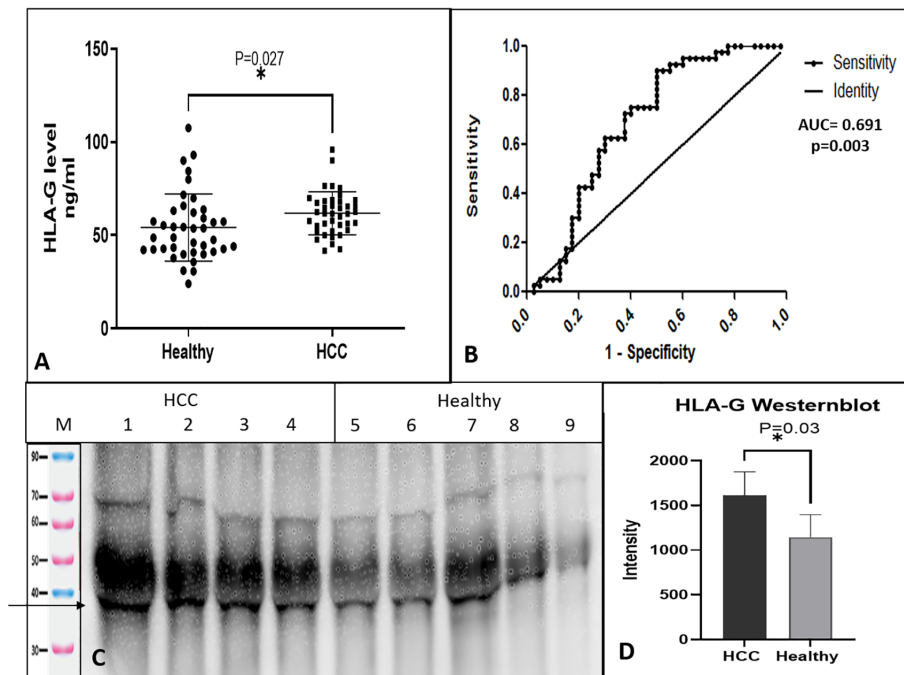 150
P=0.027
*
100
HLA-G level
ng/ml
50
0
Healthy
HCC
A
1.0
0.8
0.6
0.4
0.2
0.0
Sensitivity
Sensitivity
Identity
AUC= 0.691
p=0.003
0.0
0.2
0.4
0.6
0.8
1.0
1 - Specificity
B
HCC
Healthy
M
1
2
3
4
5
6
7
8
9
90
70
60
50
40
30
C
HLA-G Westernblot
P=0.03
*
2000
1500
1000
500
0
Intensity
HCC
Healthy
D